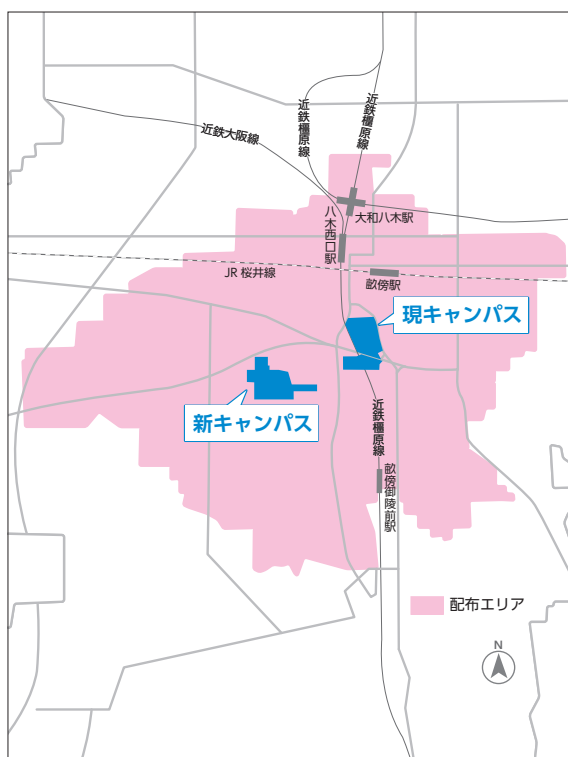 近鉄橿原線
近鉄橿原線
近鉄大阪線
大和八木駅
八木西口駅
JR 桜井線
畝傍駅
現キャンパス
新キャンパス
近鉄橿原線
畝傍御陵前駅
配布エリア
N